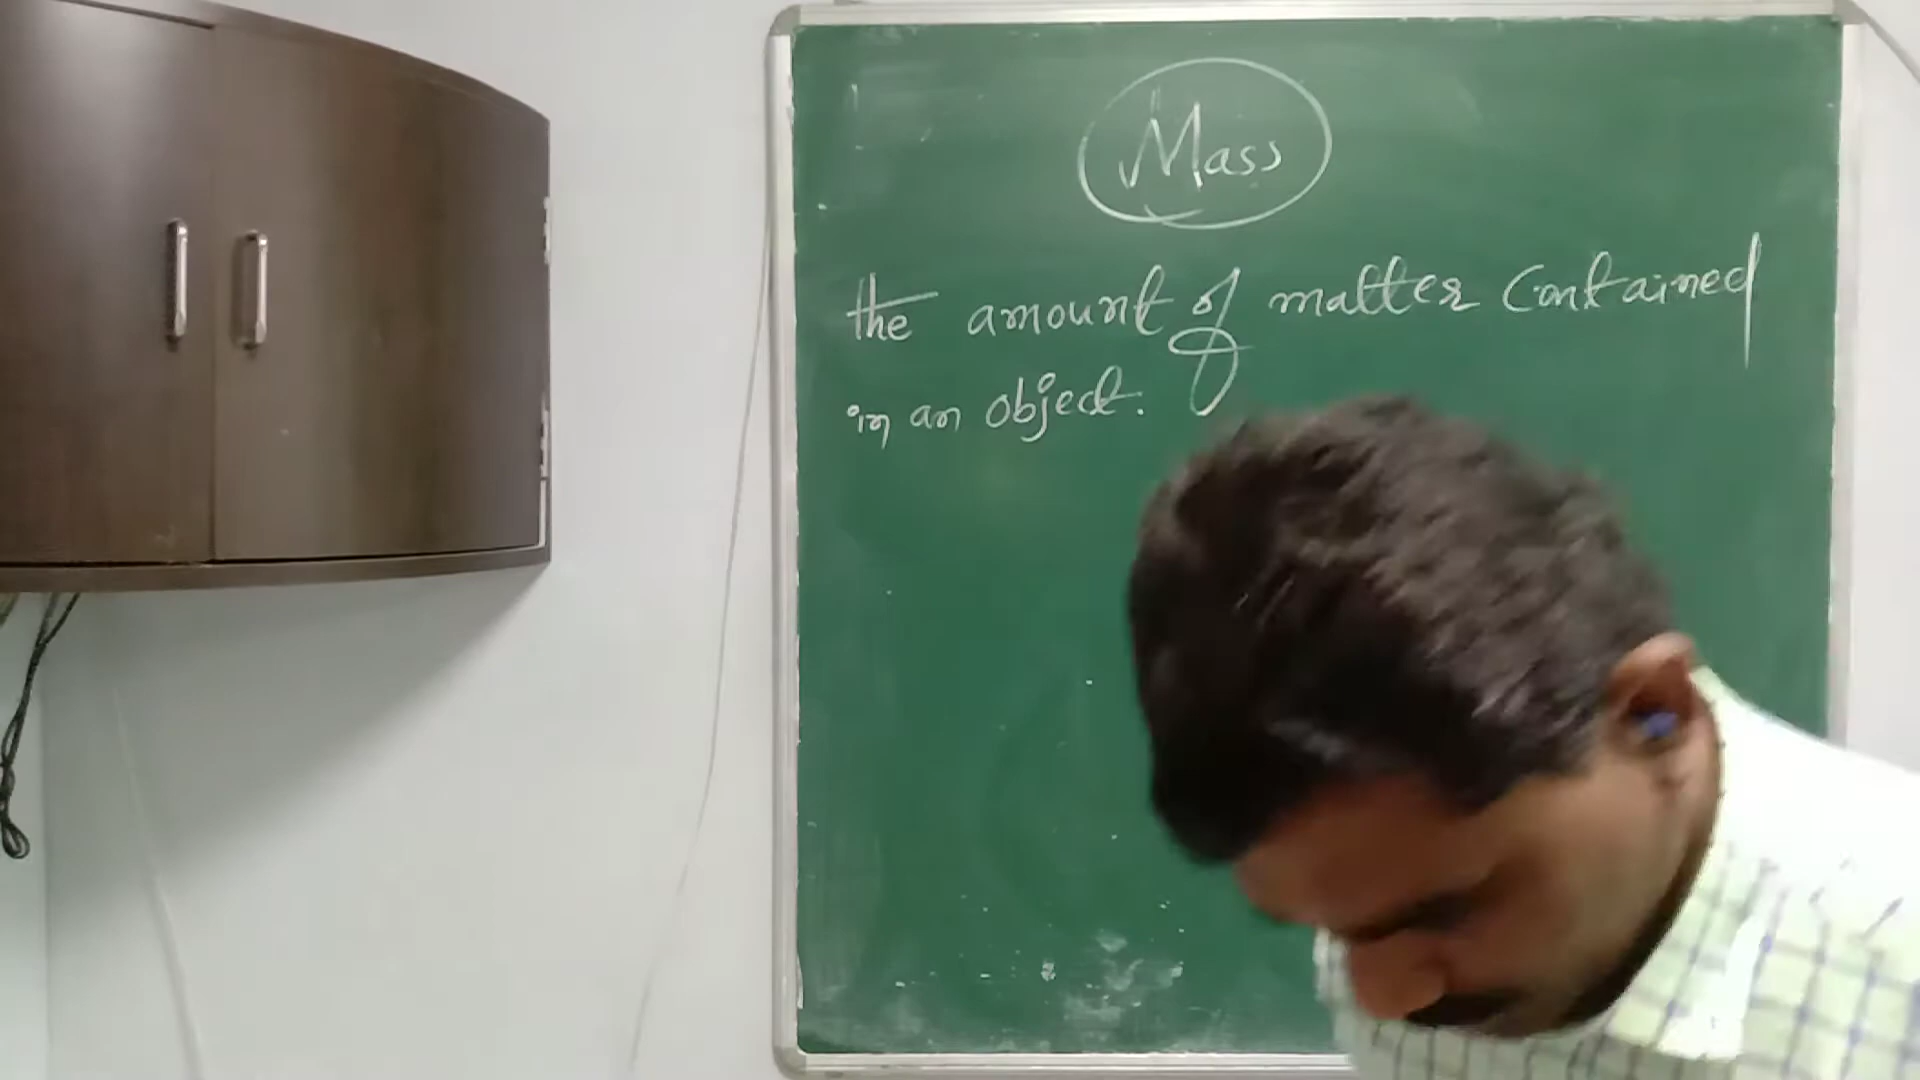 Mass
the amount of matter contained
in an object.